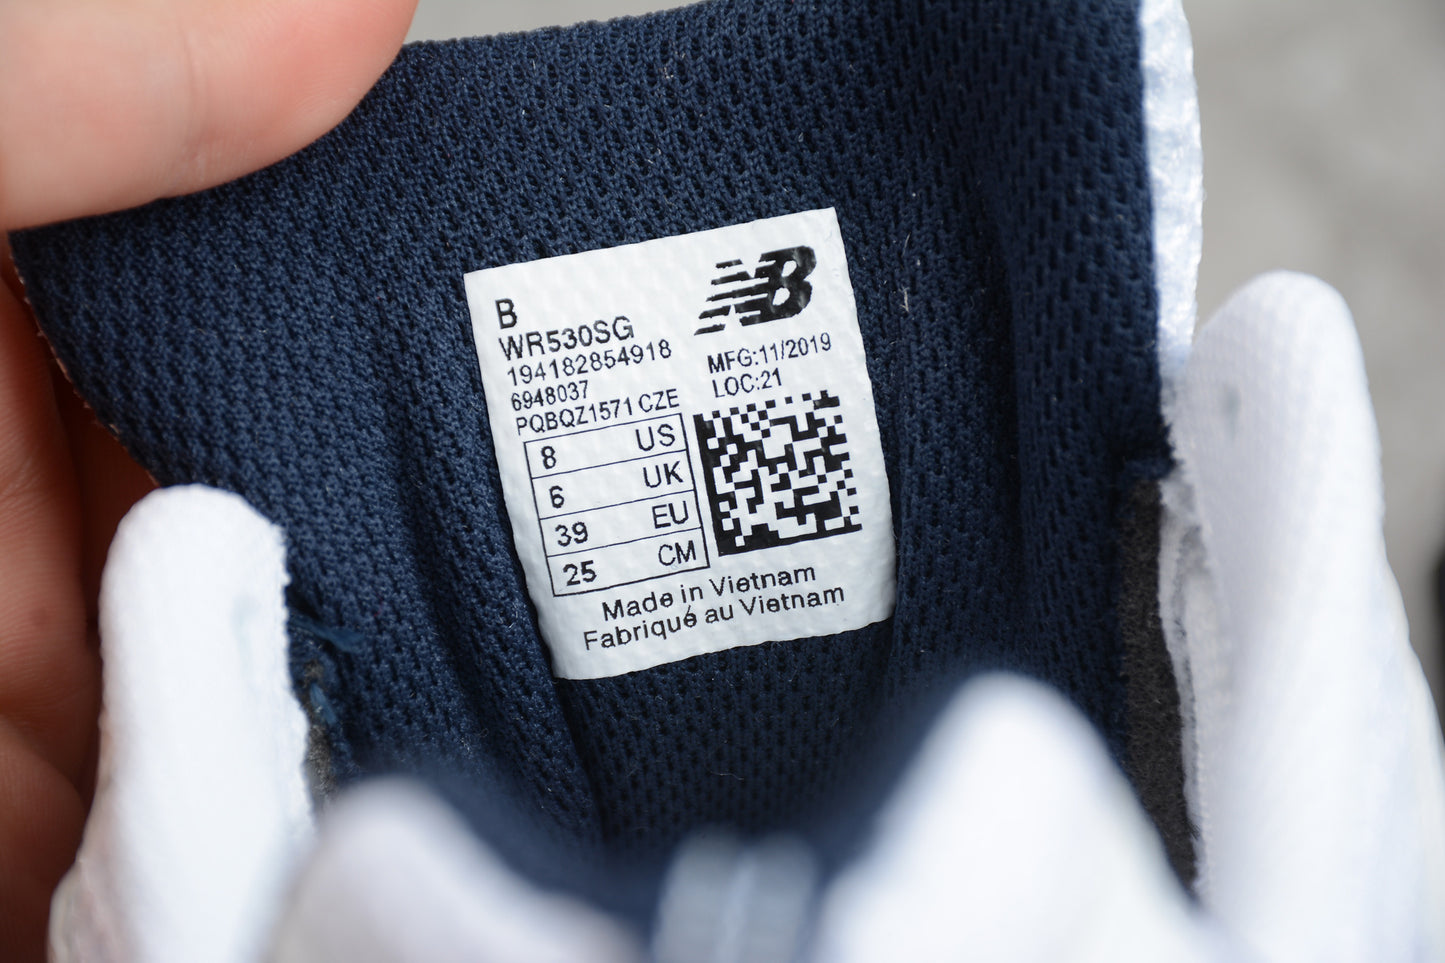 B
NB
WR530SG
194182854918
6948037
PQBQZ1571 CZE
MFG:11/2019
LOC:21
8 US
6 UK
39 EU
25 CM
Made in Vietnam
Fabriqué au Vietnam